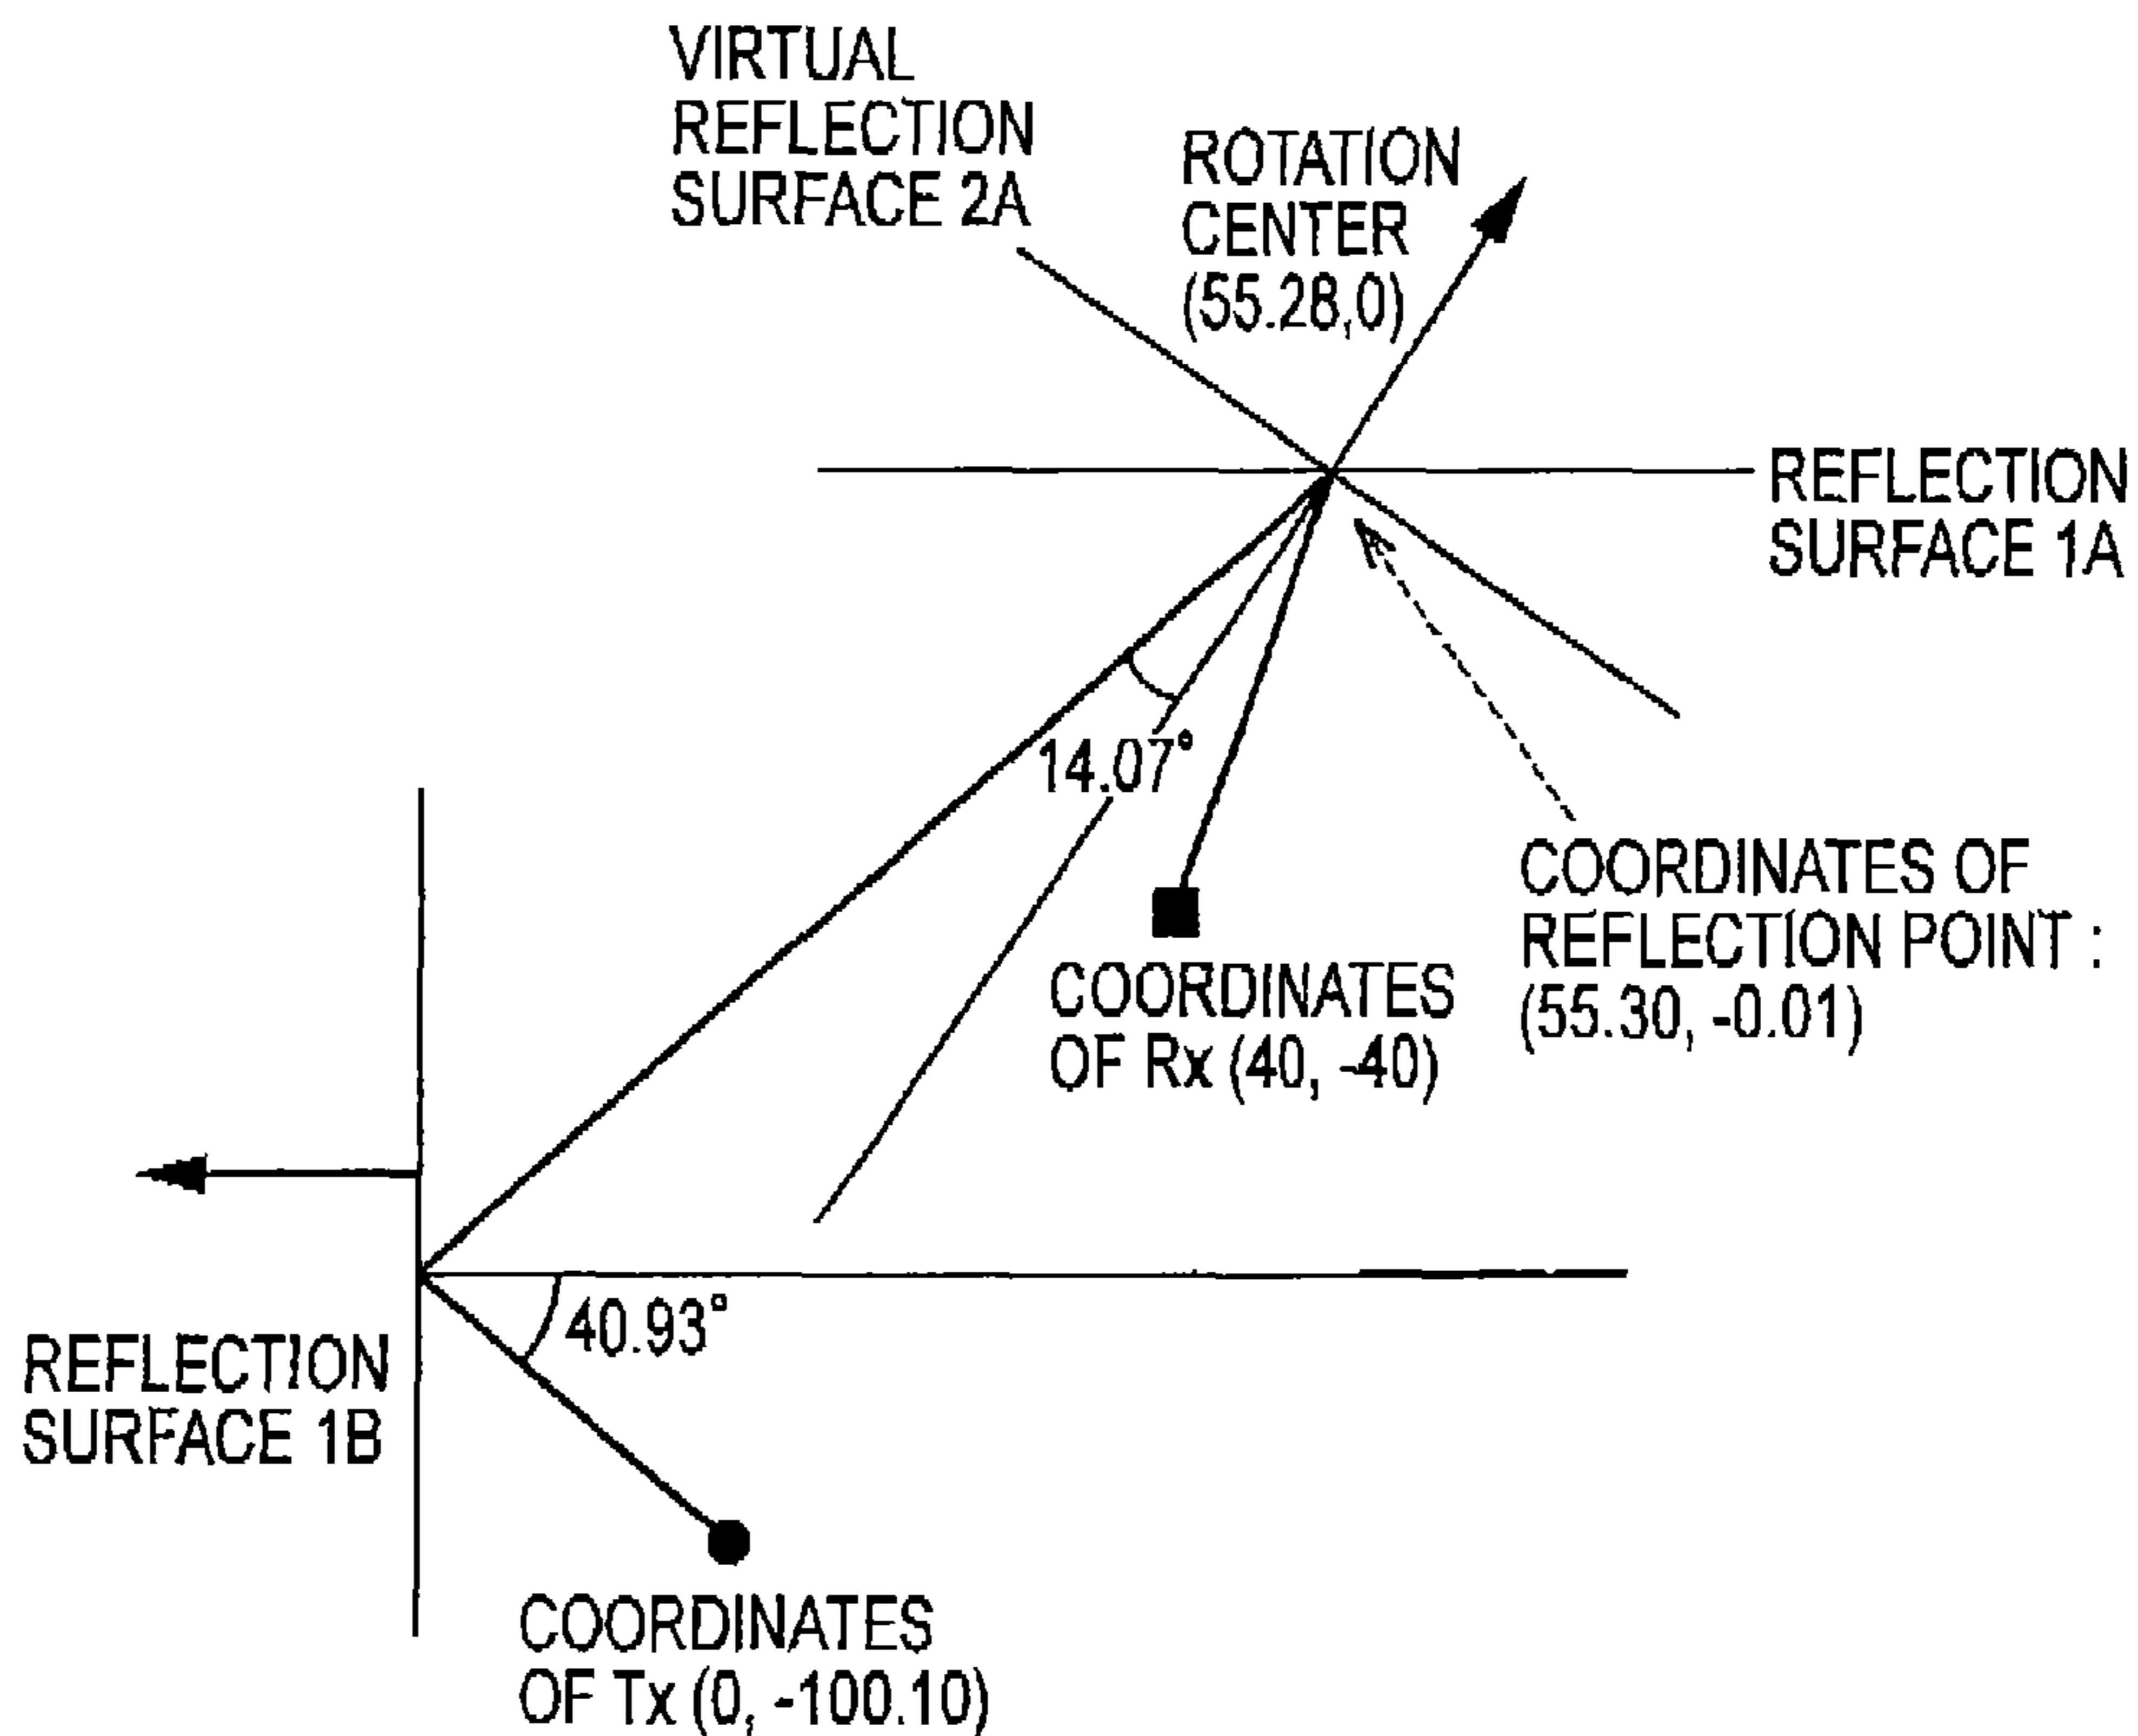 VIRTUAL
REFLECTION
SURFACE 2A
ROTATION
CENTER
(55.28,0)
REFLECTION
SURFACE 1A
14.07°
COORDINATES OF
REFLECTION POINT :
(55.30, -0.01)
COORDINATES
OF Rx (40, -40)
40.93°
REFLECTION
SURFACE 1B
COORDINATES
OF Tx (0, -100.10)